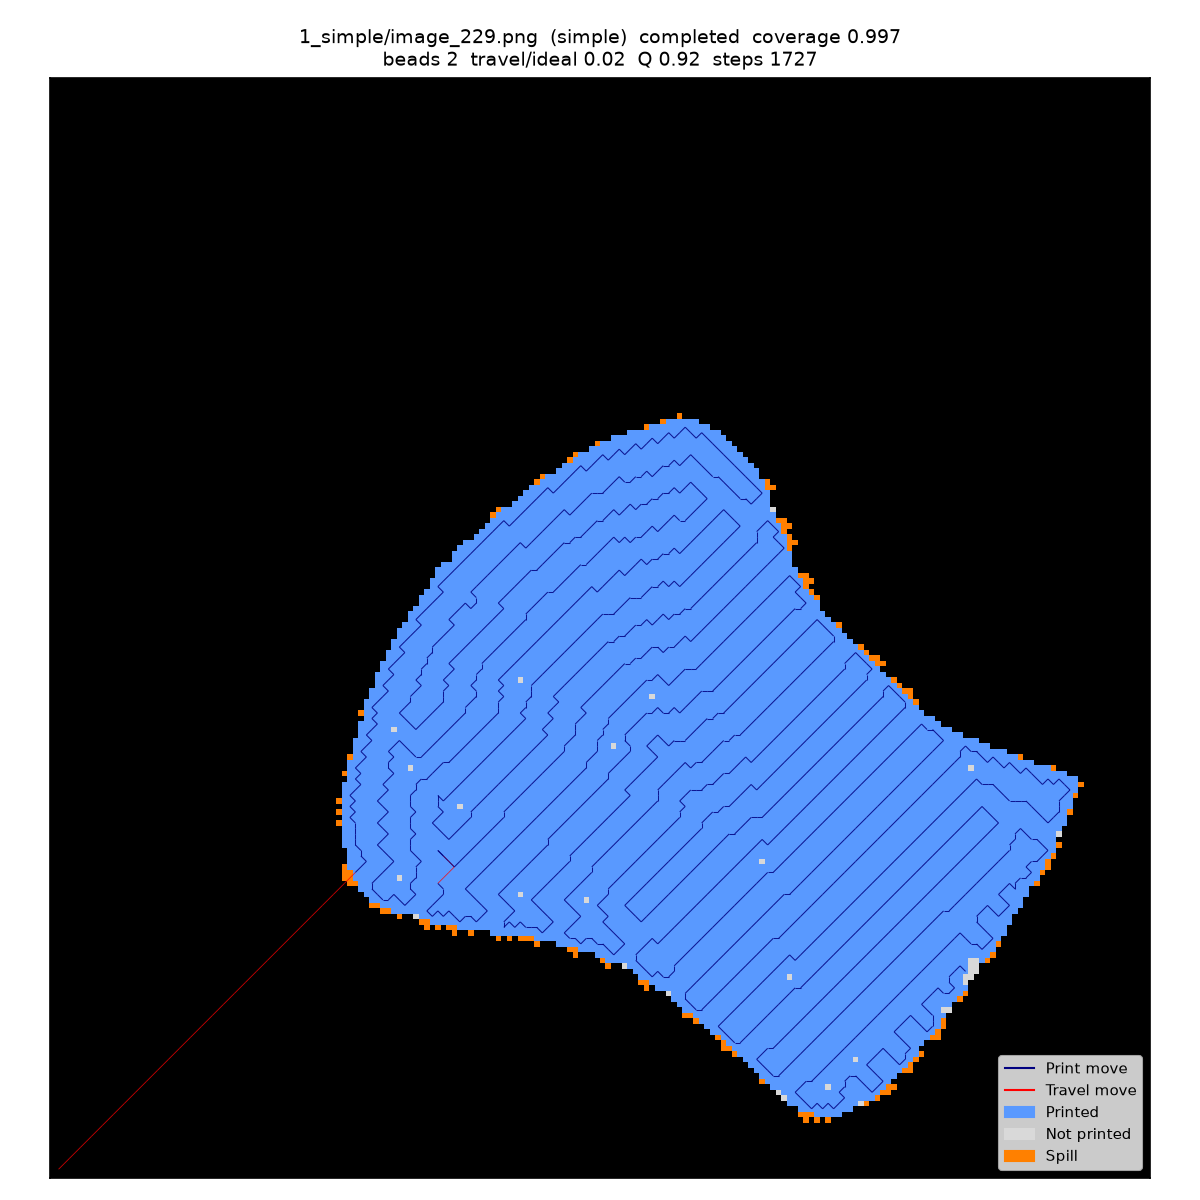 1_simple/image_229.png  (simple)  completed  coverage 0.997
beads 2  travel/ideal 0.02  Q 0.92  steps 1727
Print move
Travel move
Printed
Not printed
Spill